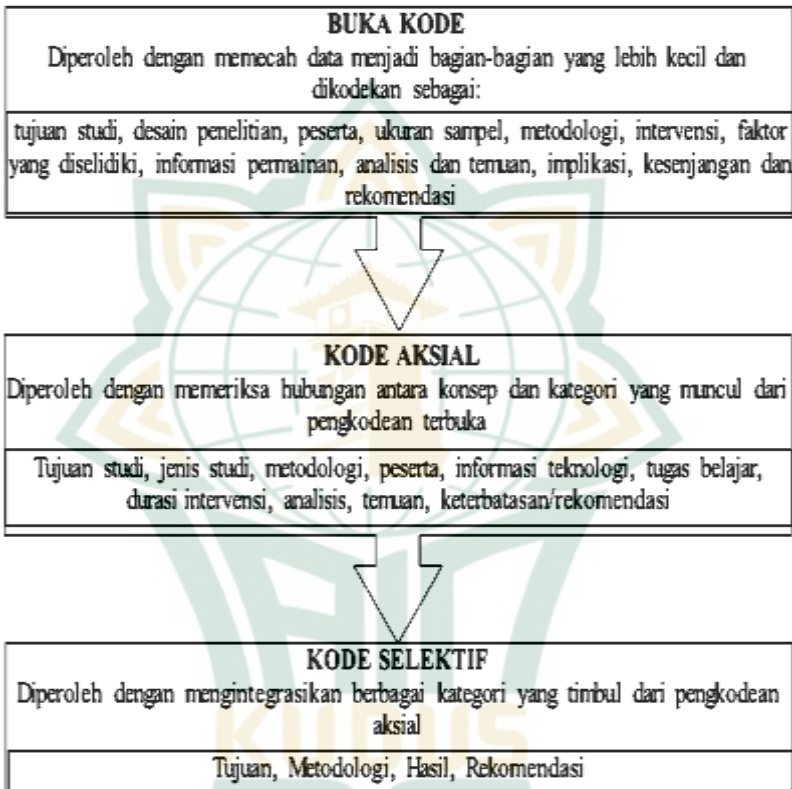 BUKA KODE
Diperoleh dengan memecah data menjadi bagian-bagian yang lebih kecil dan
dikodekan sebagai:
tujuan studi, desain penelitian, peserta, ukuran sampel, metodologi, intervensi, faktor
yang diselidiki, informasi permainan, analisis dan temuan, implikasi, kesenjangan dan
rekomendasi
KODE AKSIAL
Diperoleh dengan memeriksa hubungan antara konsep dan kategori yang muncul dari
pengkodean terbuka
Tujuan studi, jenis studi, metodologi, peserta, informasi teknologi, tugas belajar,
durasi intervensi, analisis, temuan, keterbatasan/rekomendasi
KODE SELEKTIF
Diperoleh dengan mengintegrasikan berbagai kategori yang timbul dari pengkodean
aksial
KUDUS
Tujuan, Metodologi, Hasil, Rekomendasi